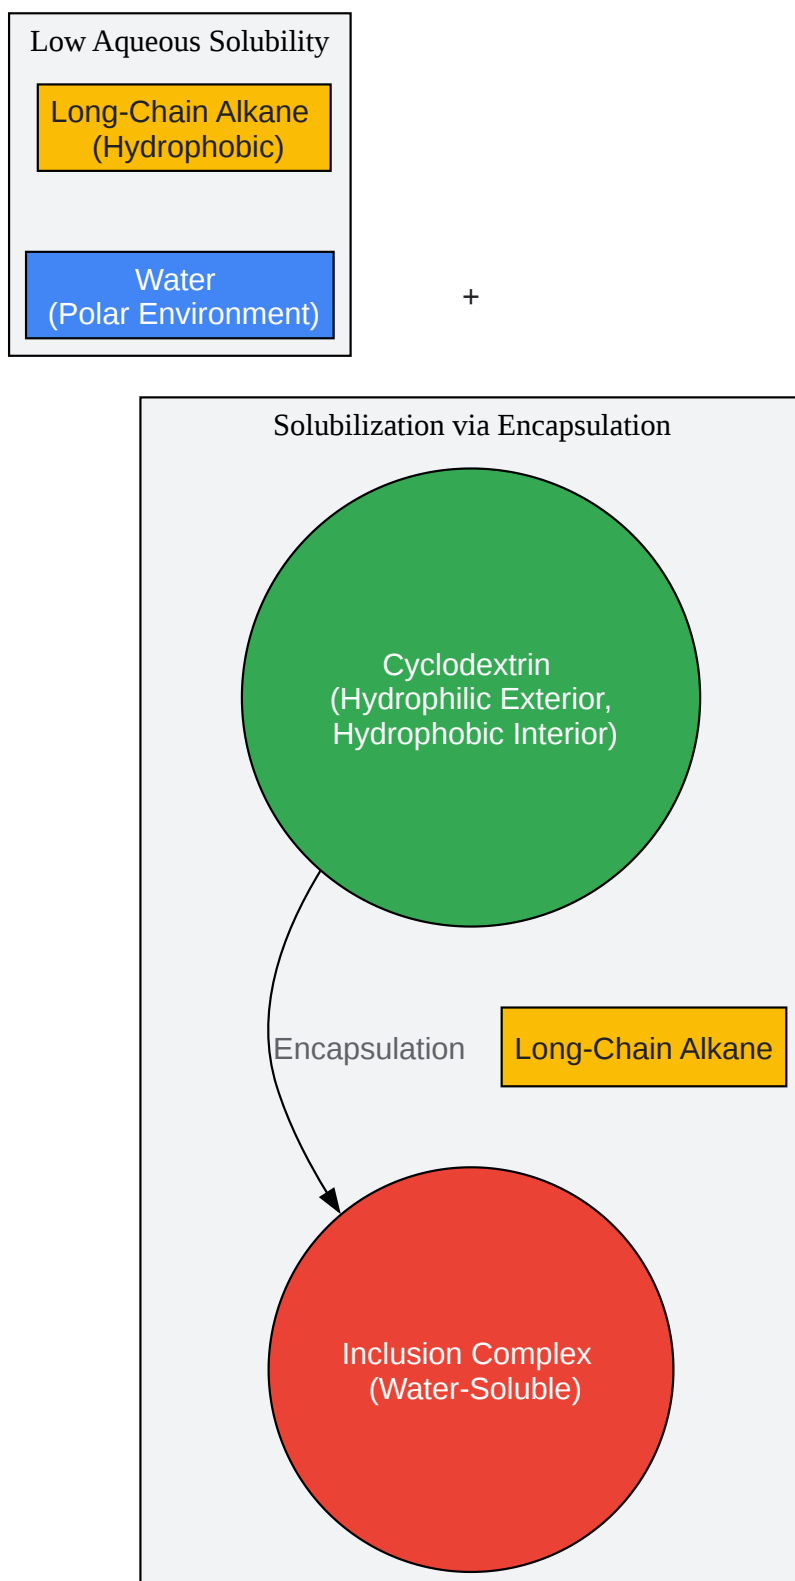 Low Aqueous Solubility
Long-Chain Alkane
(Hydrophobic)
Water
(Polar Environment)
+
Solubilization via Encapsulation
Cyclodextrin
(Hydrophilic Exterior,
Hydrophobic Interior)
Encapsulation
Long-Chain Alkane
Inclusion Complex
(Water-Soluble)